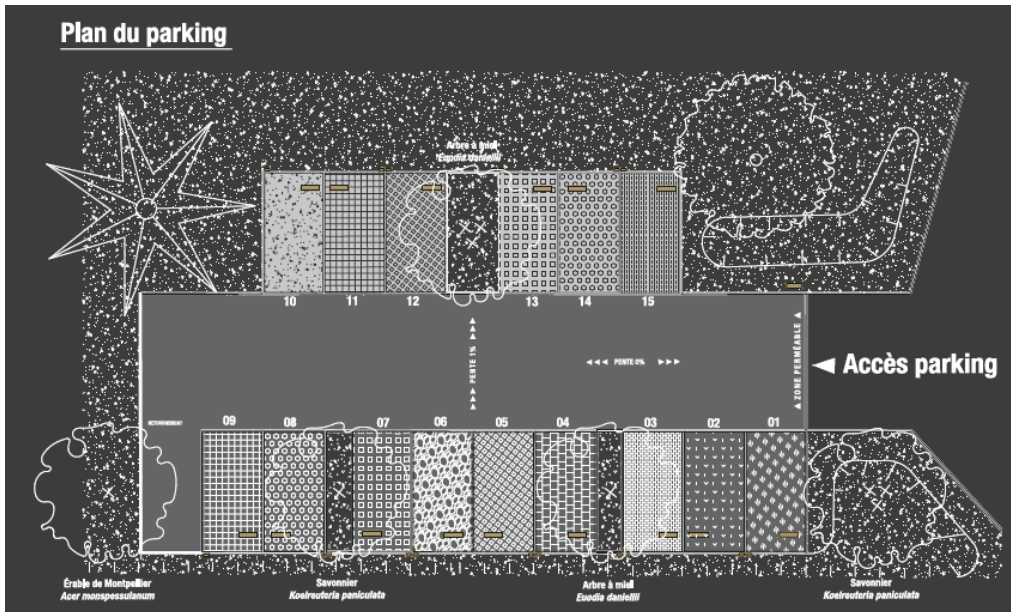 Plan du parking
Arbre à miel
Euodia daniellii
10
11
12
13
14
15
PENTE 1%
PENTE 0%
ZONE PERMÉABLE
Accès parking
RETOURNEMENT
09
08
07
06
05
04
03
02
01
Érable de Montpellier
Acer monspessulanum
Savonnier
Koelreuteria paniculata
Arbre à miel
Euodia daniellii
Savonnier
Koelreuteria paniculata